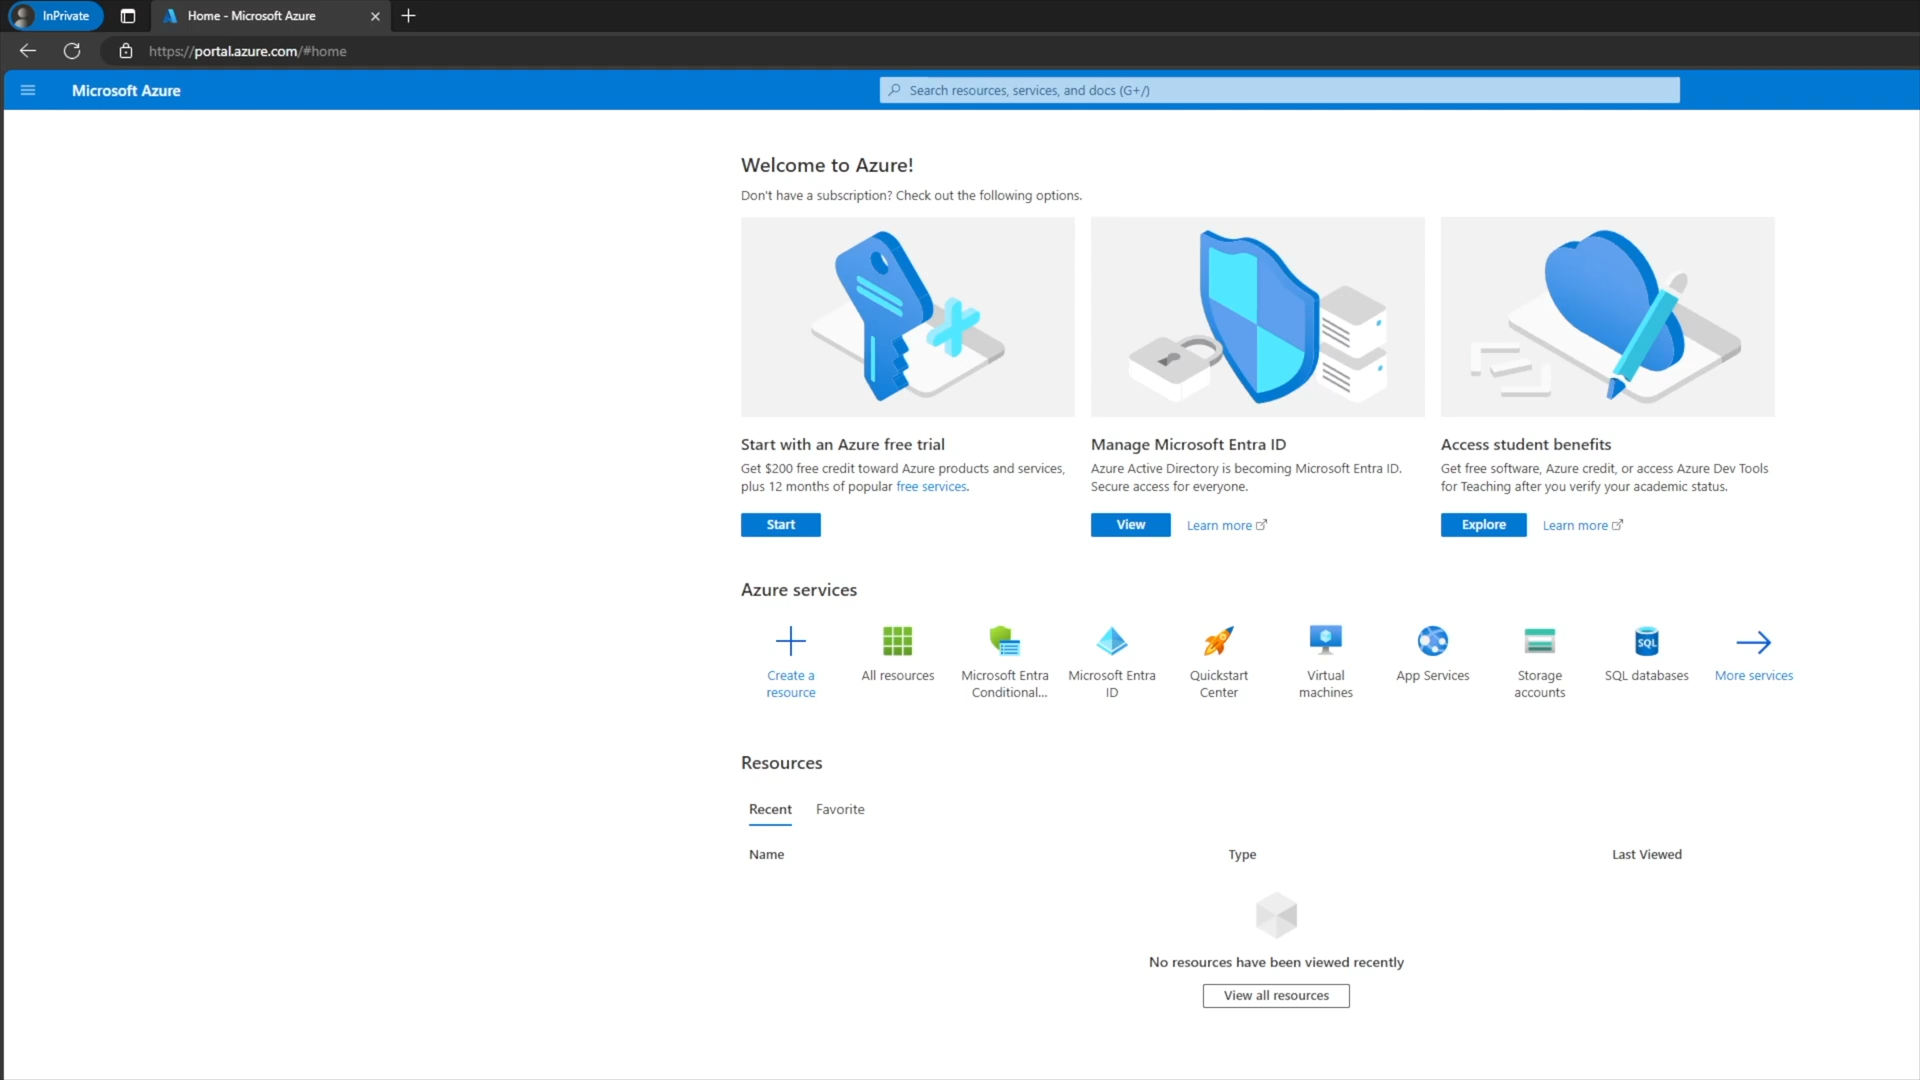 InPrivate
Home - Microsoft Azure
https://portal.azure.com/#home
Microsoft Azure
Search resources, services, and docs (G+/)
Welcome to Azure!
Don't have a subscription? Check out the following options.
Start with an Azure free trial
Get $200 free credit toward Azure products and services,
plus 12 months of popular free services.
Start
Manage Microsoft Entra ID
Azure Active Directory is becoming Microsoft Entra ID.
Secure access for everyone.
View
Learn more
Access student benefits
Get free software, Azure credit, or access Azure Dev Tools
for Teaching after you verify your academic status.
Explore
Learn more
Azure services
Create a
resource
All resources
Microsoft Entra
Conditional...
Microsoft Entra
ID
Quickstart
Center
Virtual
machines
App Services
Storage
accounts
SQL
SQL databases
More services
Resources
Recent
Favorite
Name
Type
Last Viewed
No resources have been viewed recently
View all resources